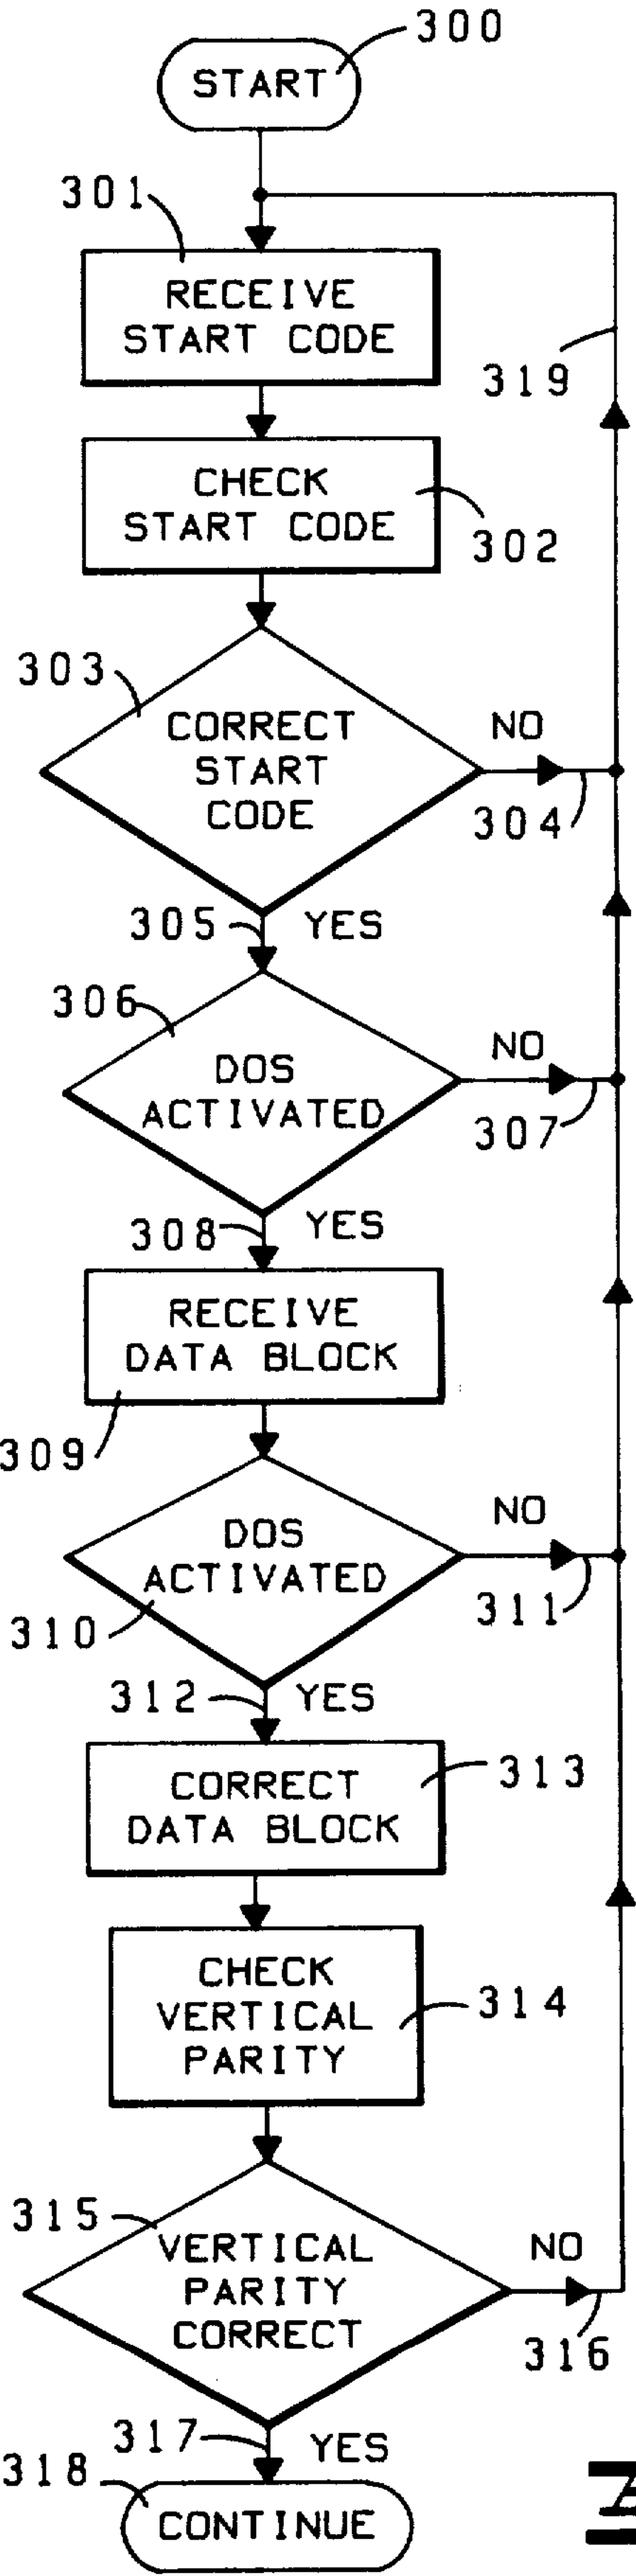 300
START
301
RECEIVE
START CODE
319
CHECK
START CODE
302
303
CORRECT
START
CODE
NO
304
305
YES
306
DOS
ACTIVATED
NO
307
308
YES
RECEIVE
DATA BLOCK
309
DOS
ACTIVATED
NO
310
311
312
YES
CORRECT
DATA BLOCK
313
CHECK
VERTICAL
PARITY
314
315
VERTICAL
PARITY
CORRECT
NO
316
317
YES
318
CONTINUE